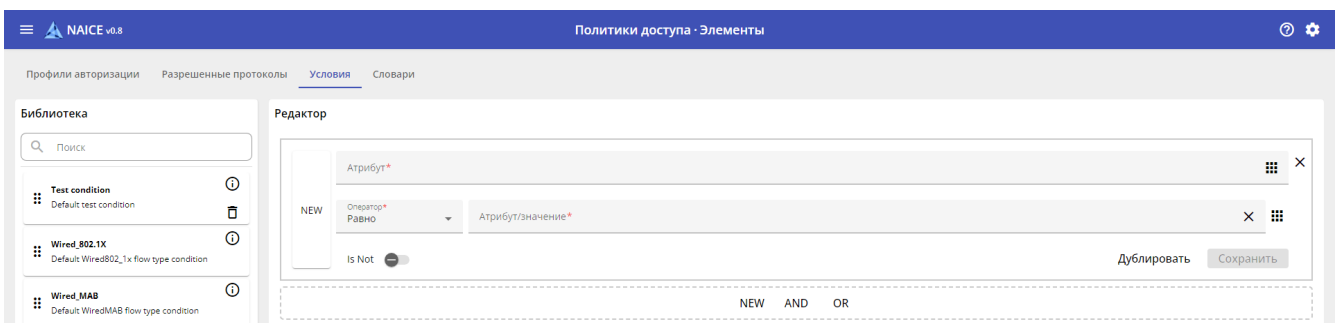 NAICE v0.8
Политики доступа · Элементы
Профили авторизации Разрешенные протоколы Условия Словари
Библиотека
Поиск
Test condition
Default test condition
Wired_802.1X
Default Wired802_1x flow type condition
Wired_MAB
Default WiredMAB flow type condition
Редактор
NEW
Атрибут*
Оператор*
Равно
Атрибут/значение*
Is Not
Дублировать Сохранить
NEW AND OR